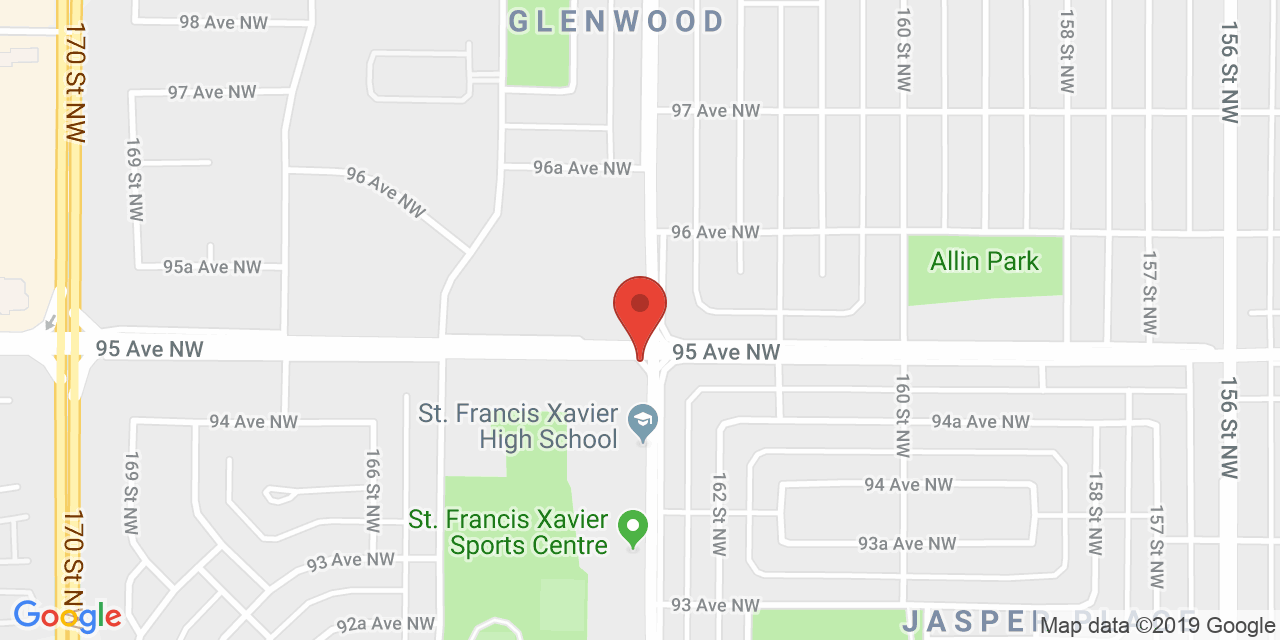 GLENWOOD
98 Ave NW
160 St NW
158 St NW
170 St NW
156 St NW
97 Ave NW
97 Ave NW
169 St NW
96a Ave NW
96 Ave NW
96 Ave NW
Allin Park
95a Ave NW
157 St NW
95 Ave NW
95 Ave NW
St. Francis Xavier
High School
94 Ave NW
160 St NW
94a Ave NW
156 St NW
169 St NW
166 St NW
162 St NW
94 Ave NW
158 St NW
157 St NW
St. Francis Xavier
Sports Centre
93a Ave NW
170 St NW
93 Ave NW
93 Ave NW
92a Ave NW
JASPER PLACE
Google
Map data ©2019 Google